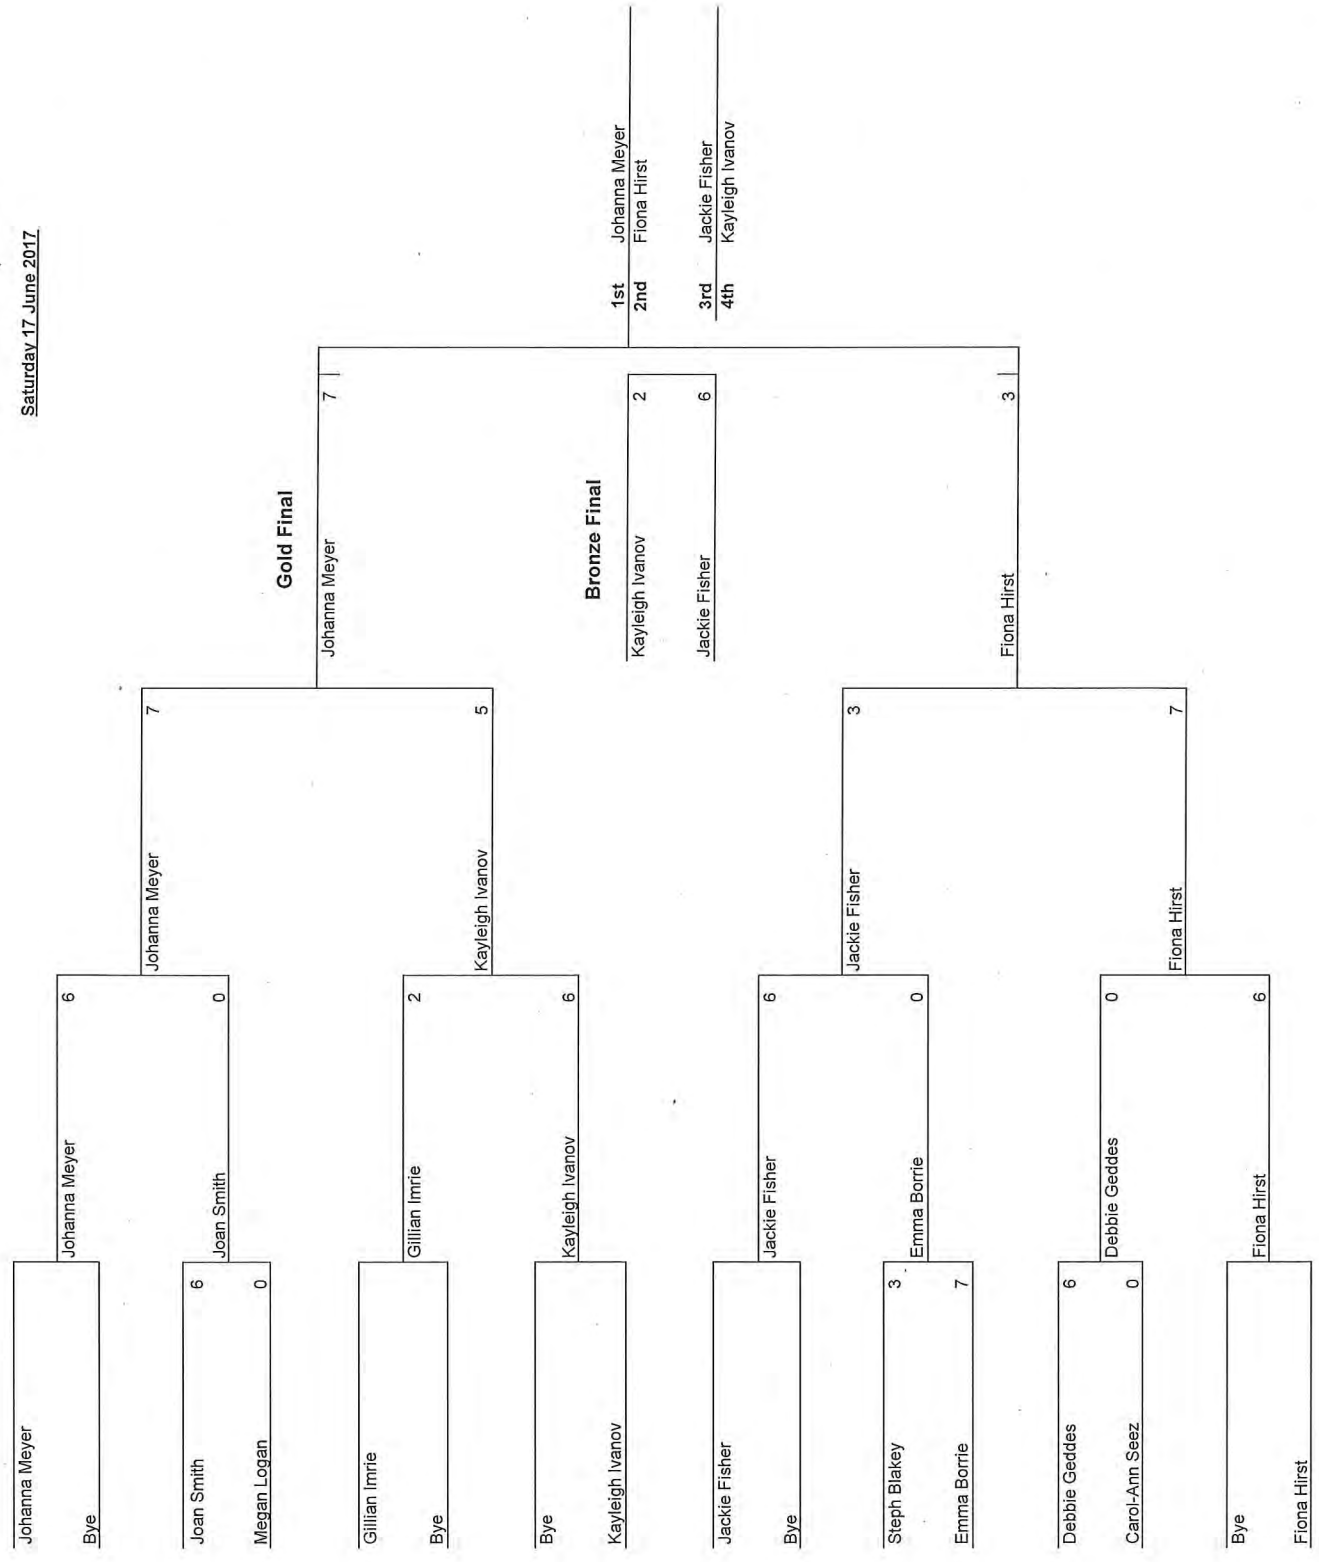 Saturday 17 June 2017
Johanna Meyer
Bye
Joan Smith 6
Megan Logan 0
Gillian Imrie
Bye
Bye
Kayleigh Ivanov
Jackie Fisher
Bye
Steph Blakey 3
Emma Borrie 7
Debbie Geddes 6
Carol-Ann Seez 0
Bye
Fiona Hirst
Johanna Meyer 6
Joan Smith 0
Gillian Imrie 2
Kayleigh Ivanov 6
Jackie Fisher 6
Emma Borrie 0
Debbie Geddes 0
Fiona Hirst 6
Johanna Meyer 7
Kayleigh Ivanov 5
Jackie Fisher 3
Fiona Hirst 7
Gold Final
Johanna Meyer 7
Bronze Final
Kayleigh Ivanov 2
Jackie Fisher 6
Fiona Hirst 3
1st Johanna Meyer
2nd Fiona Hirst
3rd Jackie Fisher
4th Kayleigh Ivanov